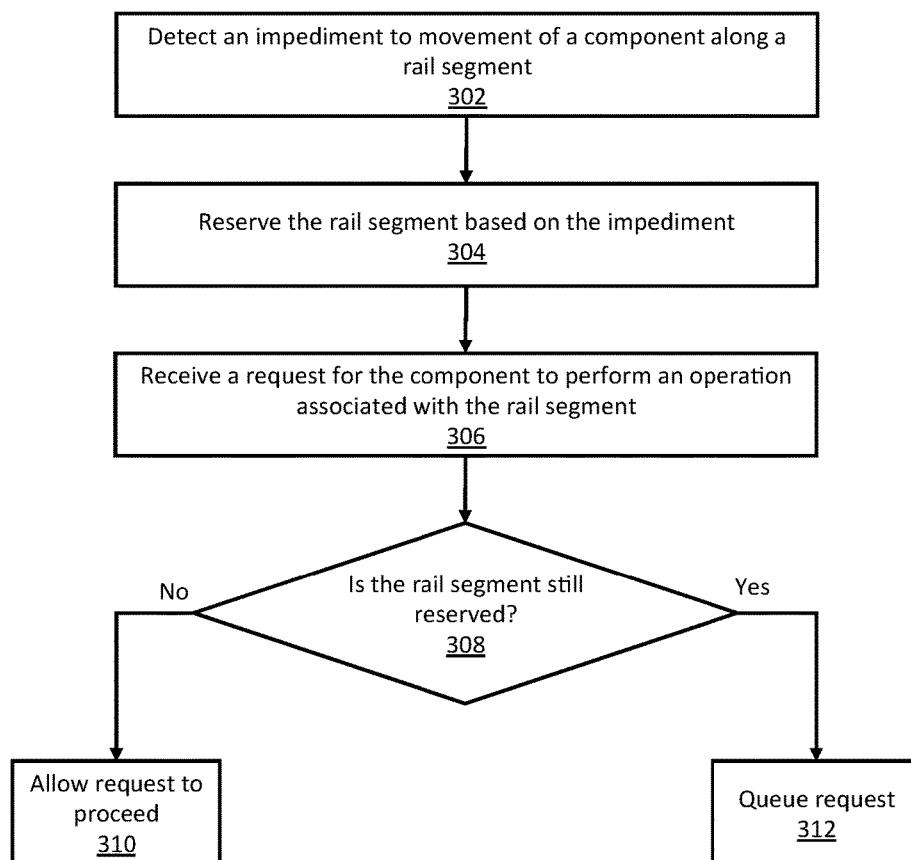 Detect an impediment to movement of a component along a
rail segment
302
Reserve the rail segment based on the impediment
304
Receive a request for the component to perform an operation
associated with the rail segment
306
Is the rail segment still
reserved?
308
No
Yes
Allow request to
proceed
310
Queue request
312